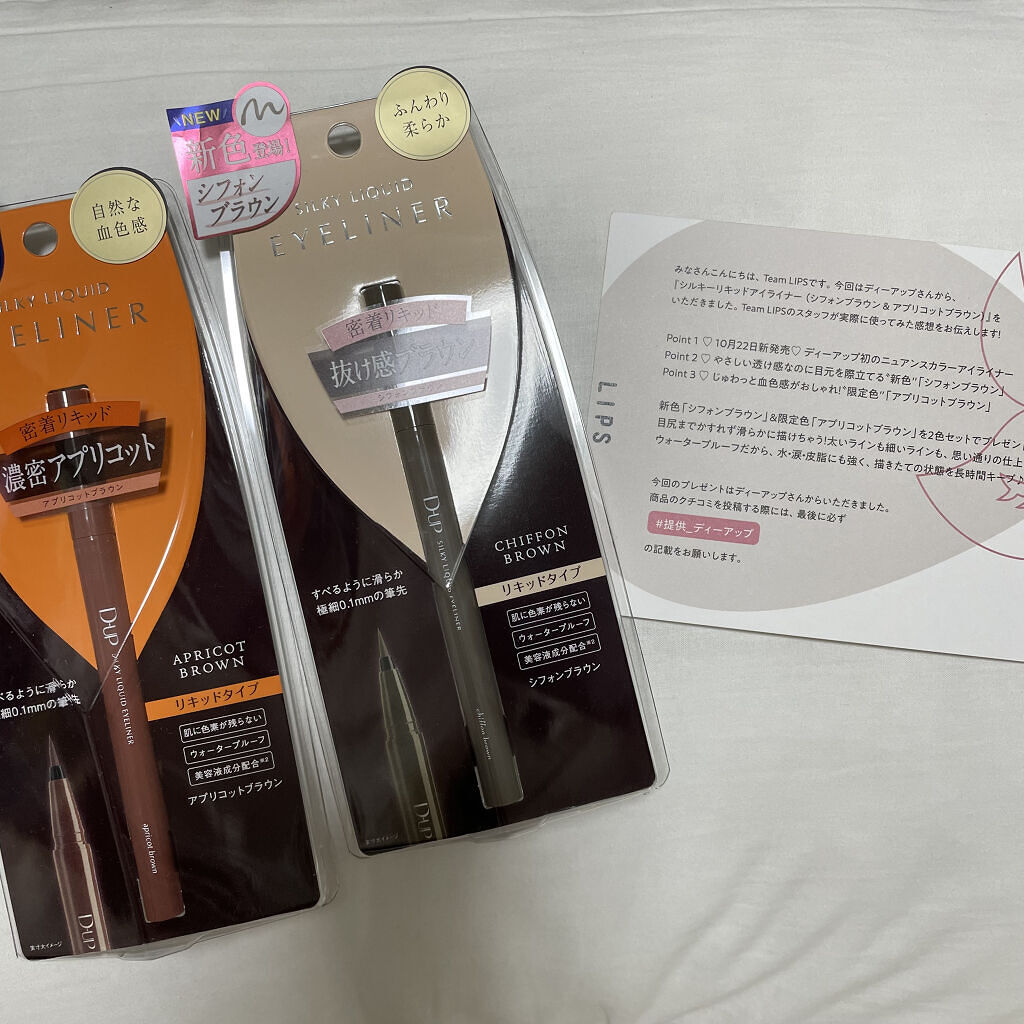 自然な
血色感
SILKY LIQUID
EYELINER
密着リキッド
濃密アプリコット
アプリコットブラウン
D-UP SILKY LIQUID EYELINER
apricot brown
APRICOT
BROWN
リキッドタイプ
肌に色素が残らない
ウォータープルーフ
美容液成分配合※2
アプリコットブラウン
べるように滑らか
細0.1mmの筆先
D-UP
実寸大イメージ
NEW
新色登場!
シフォン
ブラウン
ふんわり
柔らか
SILKY LIQUID
EYELINER
密着リキッド
抜け感ブラウン
D-UP SILKY LIQUID EYELINER
chiffon brown
CHIFFON
BROWN
リキッドタイプ
肌に色素が残らない
ウォータープルーフ
美容液成分配合※2
シフォンブラウン
すべるように滑らか
極細0.1mmの筆先
D-UP
実寸大イメージ
LIPS
みなさんこんにちは、Team LIPSです。今回はディーアップさんから、
「シルキーリキッドアイライナー(シフォンブラウン&アプリコットブラウン)」を
いただきました。Team LIPSのスタッフが実際に使ってみた感想をお伝えします!
Point 1 ♡ 10月22日新発売♡ ディーアップ初のニュアンスカラーアイライナー
Point 2 ♡ やさしい透け感なのに目元を際立てる"新色"「シフォンブラウン」
Point 3 ♡ じゅわっと血色感がおしゃれ!"限定色"「アプリコットブラウン」
新色「シフォンブラウン」&限定色「アプリコットブラウン」を2色セットでプレゼン
目尻までかすれず滑らかに描けちゃう!太いラインも細いラインも、思い通りの仕上
ウォータープルーフだから、水・涙・皮脂にも強く、描きたての状態を長時間キープ♪
今回のプレゼントはディーアップさんからいただきました。
商品のクチコミを投稿する際には、最後に必ず
#提供_ディーアップ
の記載をお願いします。